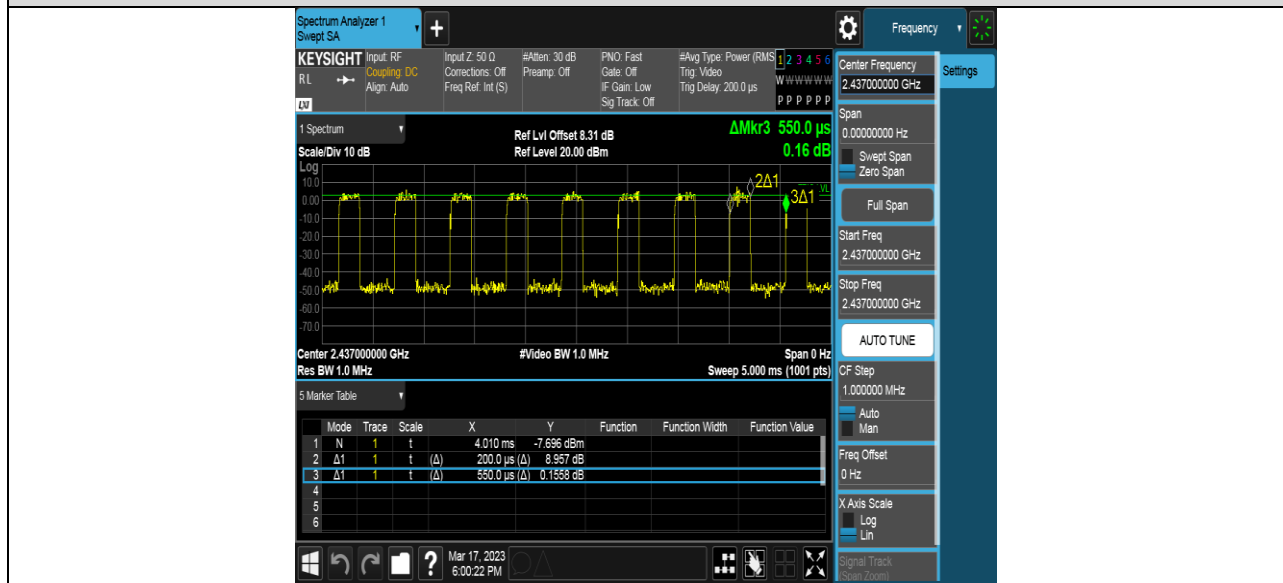 Spectrum Analyzer 1
Swept SA
+
Frequency
KEYSIGHT
RL
LXI
Input: RF
Coupling: DC
Align: Auto
Input Z: 50 Ω
Corrections: Off
Freq Ref: Int (S)
#Atten: 30 dB
Preamp: Off
PNO: Fast
Gate: Off
IF Gain: Low
Sig Track: Off
#Avg Type: Power (RMS
Trig: Video
Trig Delay: 200.0 µs
1 2 3 4 5 6
W W W W W W
P P P P P P
Center Frequency
2.437000000 GHz
Settings
Span
0.00000000 Hz
Swept Span
Zero Span
Full Span
Start Freq
2.437000000 GHz
Stop Freq
2.437000000 GHz
AUTO TUNE
CF Step
1.000000 MHz
Auto
Man
Freq Offset
0 Hz
X Axis Scale
Log
Lin
Signal Track
(Span Zoom)
1 Spectrum
Scale/Div 10 dB
Ref Lvl Offset 8.31 dB
Ref Level 20.00 dBm
ΔMkr3 550.0 µs
0.16 dB
Log
10.0
0.00
-10.0
-20.0
-30.0
-40.0
-50.0
-60.0
-70.0
2Δ1
3Δ1
VL
Center 2.437000000 GHz
#Video BW 1.0 MHz
Span 0 Hz
Res BW 1.0 MHz
Sweep 5.000 ms (1001 pts)
5 Marker Table
Mode Trace Scale X Y Function Function Width Function Value
1 N 1 t 4.010 ms -7.696 dBm
2 Δ1 1 t (Δ) 200.0 µs (Δ) 8.957 dB
3 Δ1 1 t (Δ) 550.0 µs (Δ) 0.1558 dB
4
5
6
?
Mar 17, 2023
6:00:22 PM